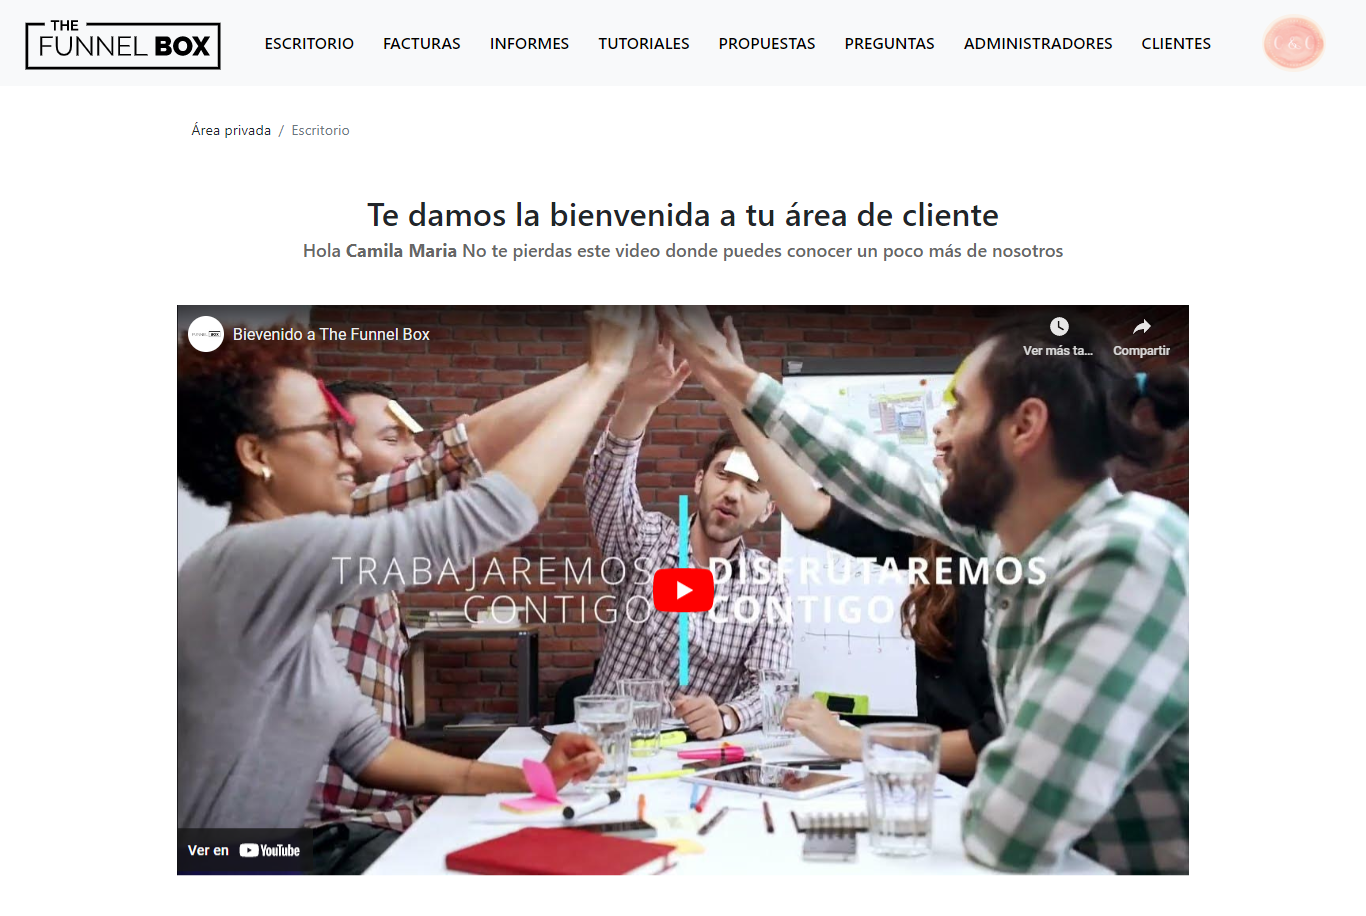 THE
FUNNEL BOX
ESCRITORIO FACTURAS INFORMES TUTORIALES PROPUESTAS PREGUNTAS ADMINISTRADORES CLIENTES
C & C
Área privada / Escritorio
Te damos la bienvenida a tu área de cliente
Hola Camila Maria No te pierdas este video donde puedes conocer un poco más de nosotros
FUNNEL BOX
Bievenido a The Funnel Box
Ver más ta...
Compartir
TRABAJAREMOS
CONTIGO
DISFRUTAREMOS
CONTIGO
Ver en YouTube